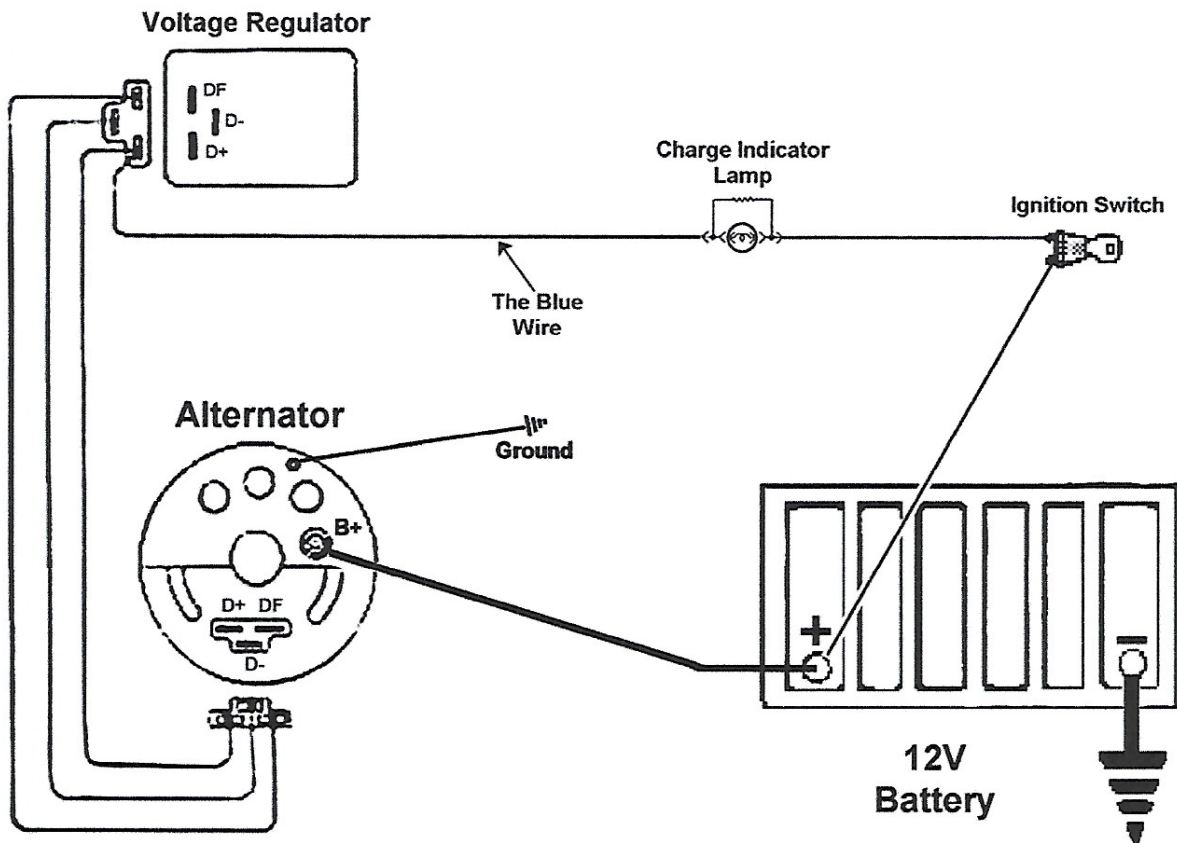 Voltage Regulator
DF
D-
D+
Charge Indicator
Lamp
Ignition Switch
The Blue
Wire
Alternator
Ground
B+
D+ DF
D-
+
−
12V
Battery